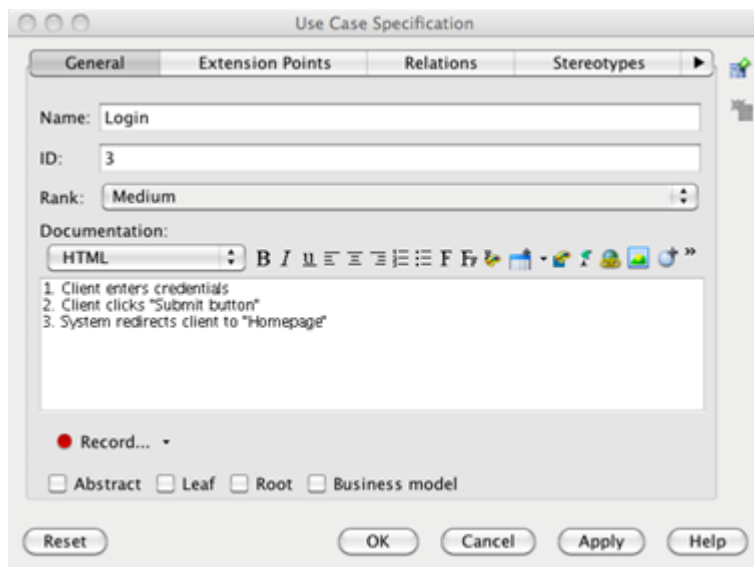 Use Case Specification
General Extension Points Relations Stereotypes
Name: Login
ID: 3
Rank: Medium
Documentation:
HTML B I u F Fr »
1. Client enters credentials
2. Client clicks "Submit button"
3. System redirects client to "Homepage"
Record...
Abstract Leaf Root Business model
Reset OK Cancel Apply Help